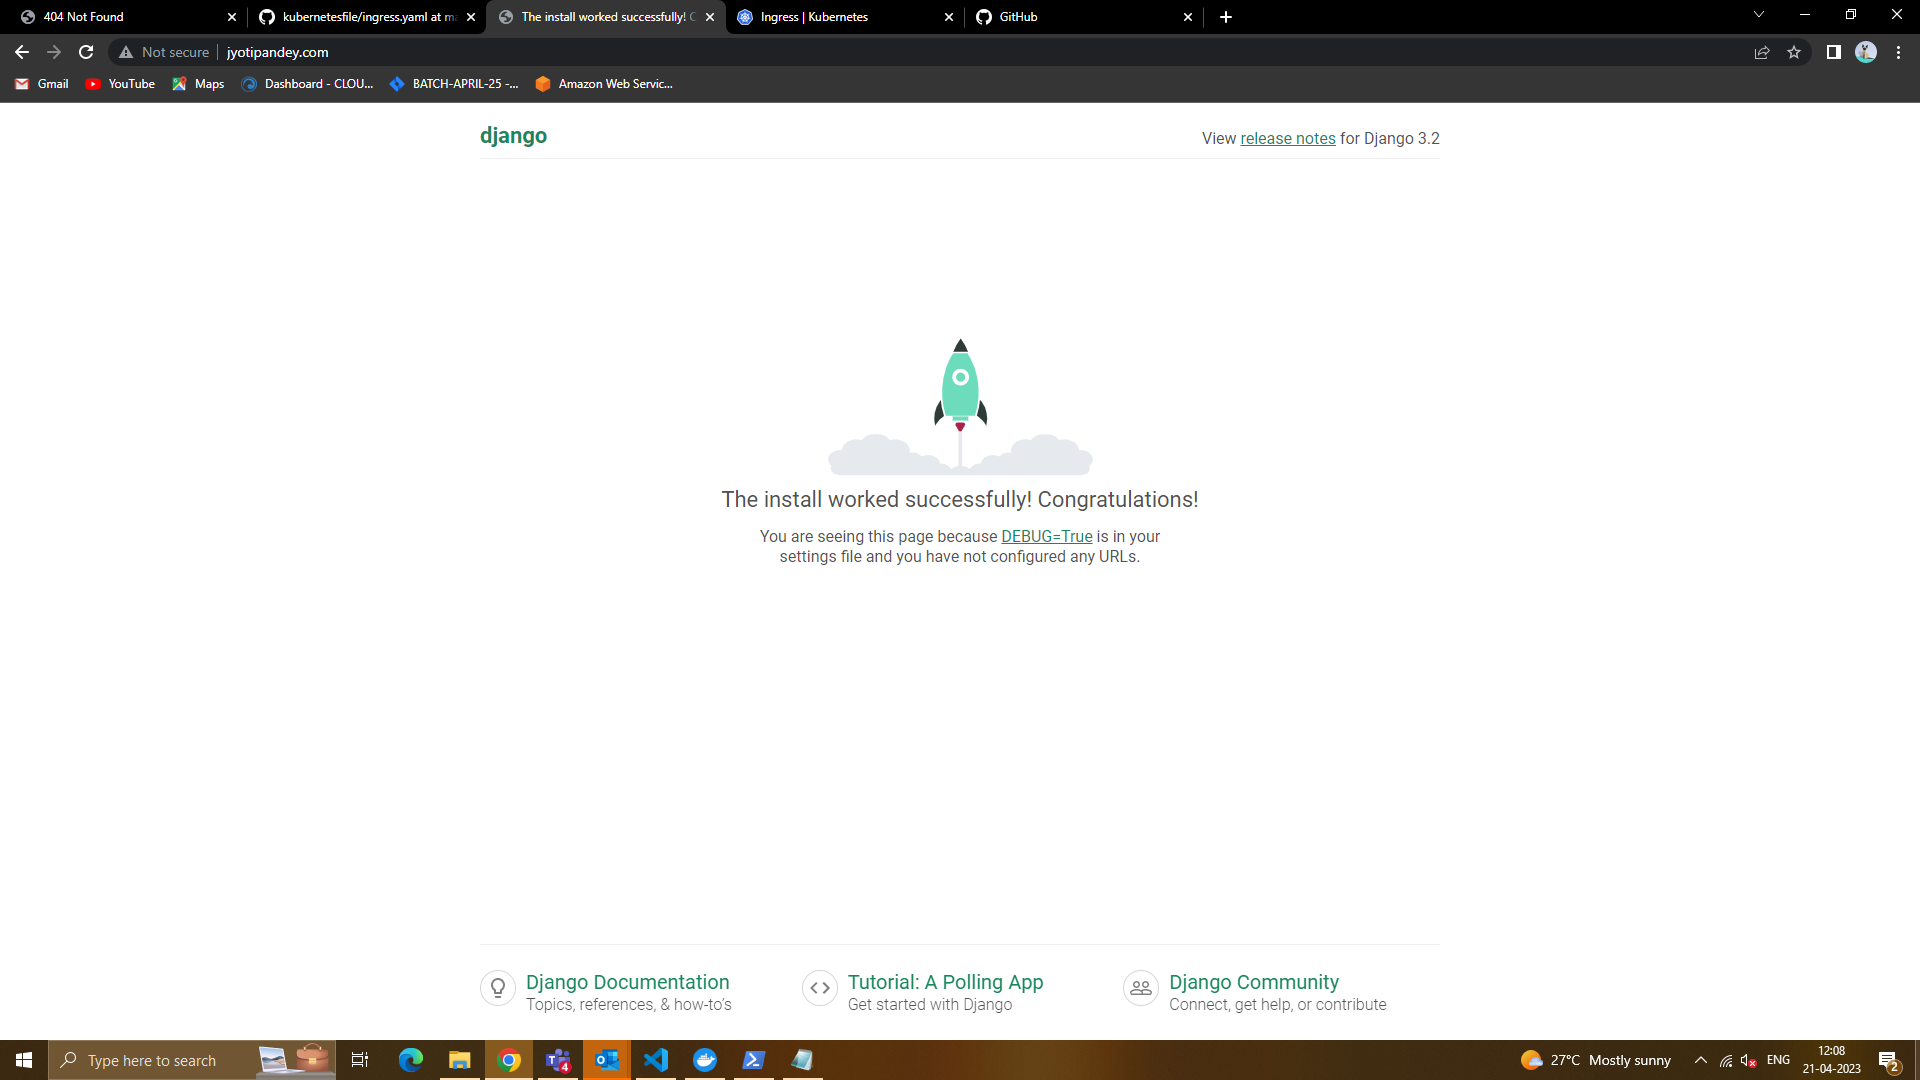 404 Not Found
kubernetesfile/ingress.yaml at ma
The install worked successfully! C
Ingress | Kubernetes
GitHub
Not secure
jyotipandey.com
Gmail
YouTube
Maps
Dashboard - CLOU...
BATCH-APRIL-25 -...
Amazon Web Servic...
django
View release notes for Django 3.2
The install worked successfully! Congratulations!
You are seeing this page because DEBUG=True is in your
settings file and you have not configured any URLs.
Django Documentation
Topics, references, & how-to’s
Tutorial: A Polling App
Get started with Django
Django Community
Connect, get help, or contribute
Type here to search
4
27°C Mostly sunny
ENG
12:08
21-04-2023
2